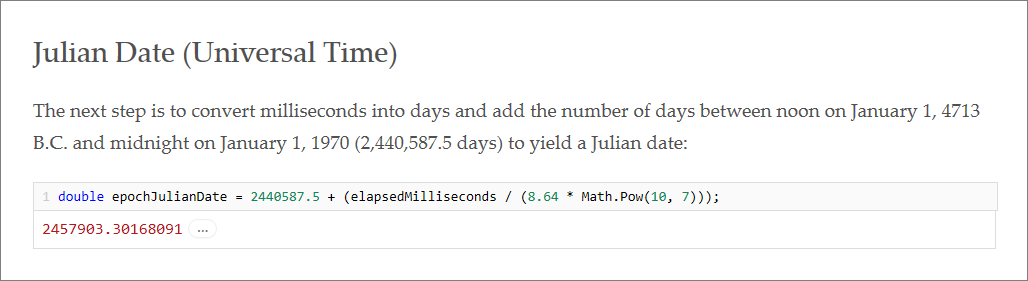 Julian Date (Universal Time)
The next step is to convert milliseconds into days and add the number of days between noon on January 1, 4713
B.C. and midnight on January 1, 1970 (2,440,587.5 days) to yield a Julian date:
1 double epochJulianDate = 2440587.5 + (elapsedMilliseconds / (8.64 * Math.Pow(10, 7)));
2457903.30168091 ...